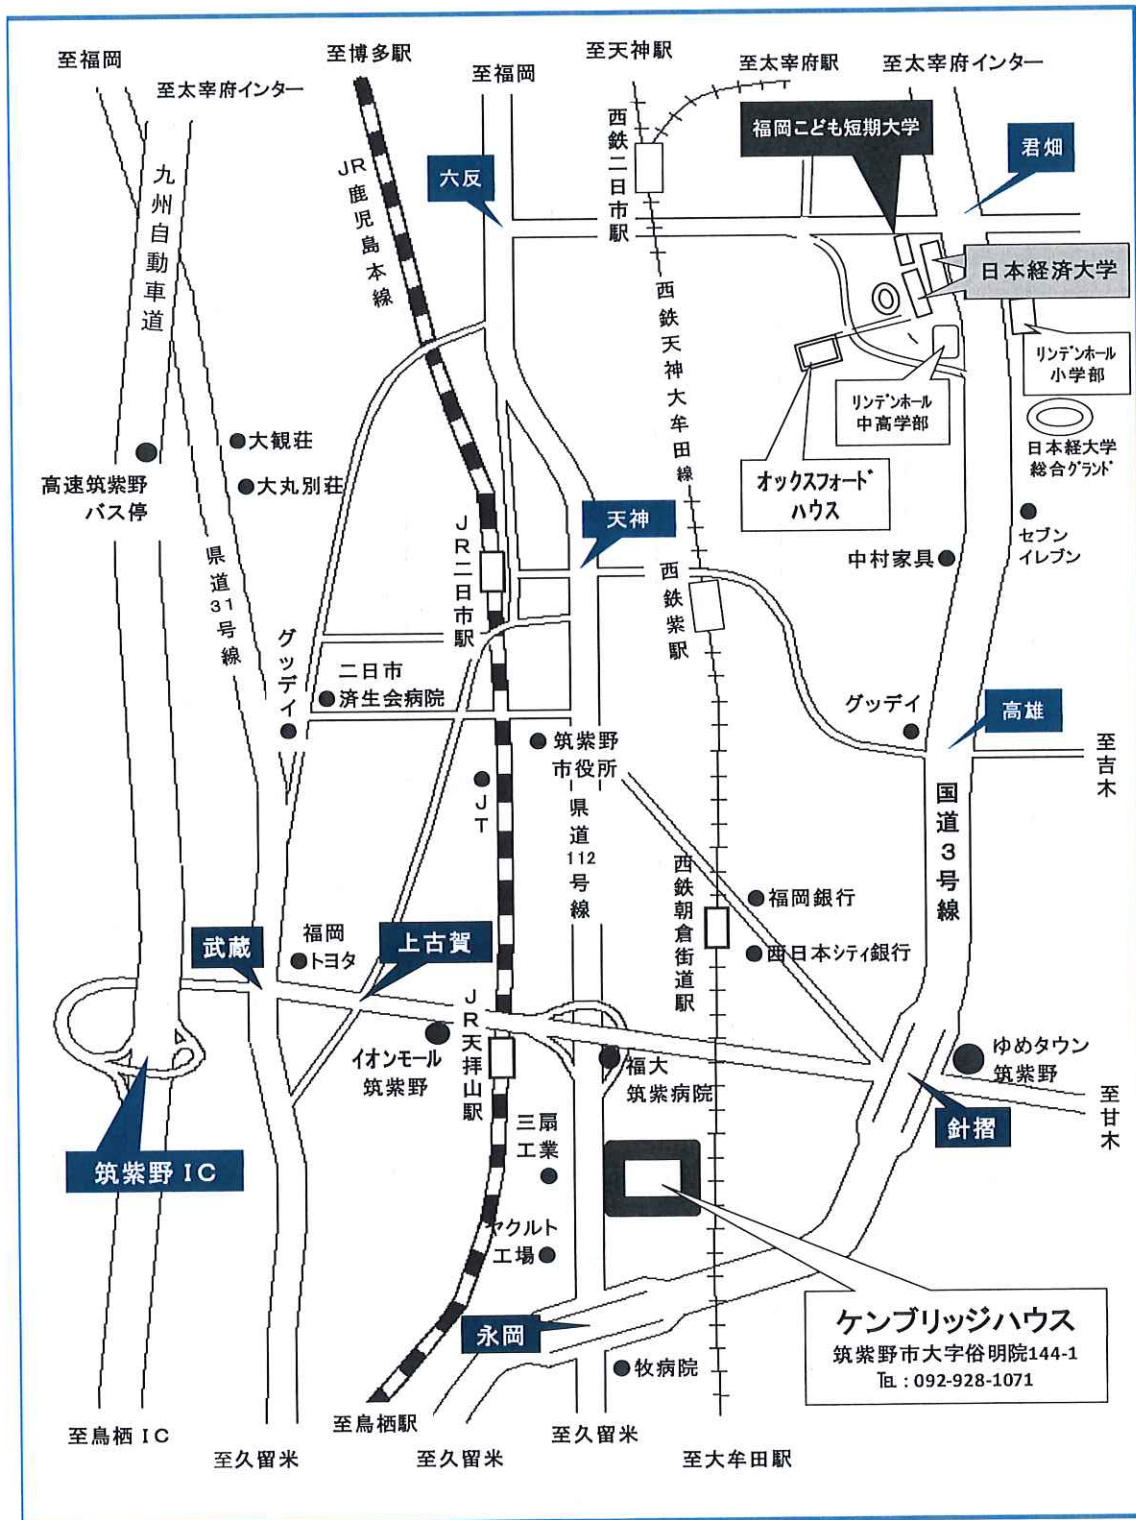 至福岡
至博多駅
至天神駅
至太宰府駅
至太宰府インター
至太宰府インター
至福岡
福岡こども短期大学
君畑
六反
西鉄二日市駅
九州自動車道
JR鹿児島本線
日本経済大学
西鉄天神大牟田線
リンデンホール
小学部
リンデンホール
中高学部
大観荘
日本経大学
総合グランド
高速筑紫野
バス停
大丸別荘
オックスフォード
ハウス
天神
セブン
イレブン
中村家具
県道31号線
JR二日市駅
西鉄紫駅
グッデイ
二日市
済生会病院
グッデイ
高雄
筑紫野
市役所
至吉木
JT
県道112号線
国道3号線
西鉄朝倉街道駅
福岡銀行
武蔵
福岡
トヨタ
上古賀
西日本シティ銀行
JR天拝山駅
イオンモール
筑紫野
福大
筑紫病院
ゆめタウン
筑紫野
至甘木
三扇
工業
針摺
筑紫野IC
ヤクルト
工場
永岡
ケンブリッジハウス
筑紫野市大字俗明院144-1
℡:092-928-1071
牧病院
至鳥栖IC
至久留米
至鳥栖駅
至久留米
至久留米
至大牟田駅